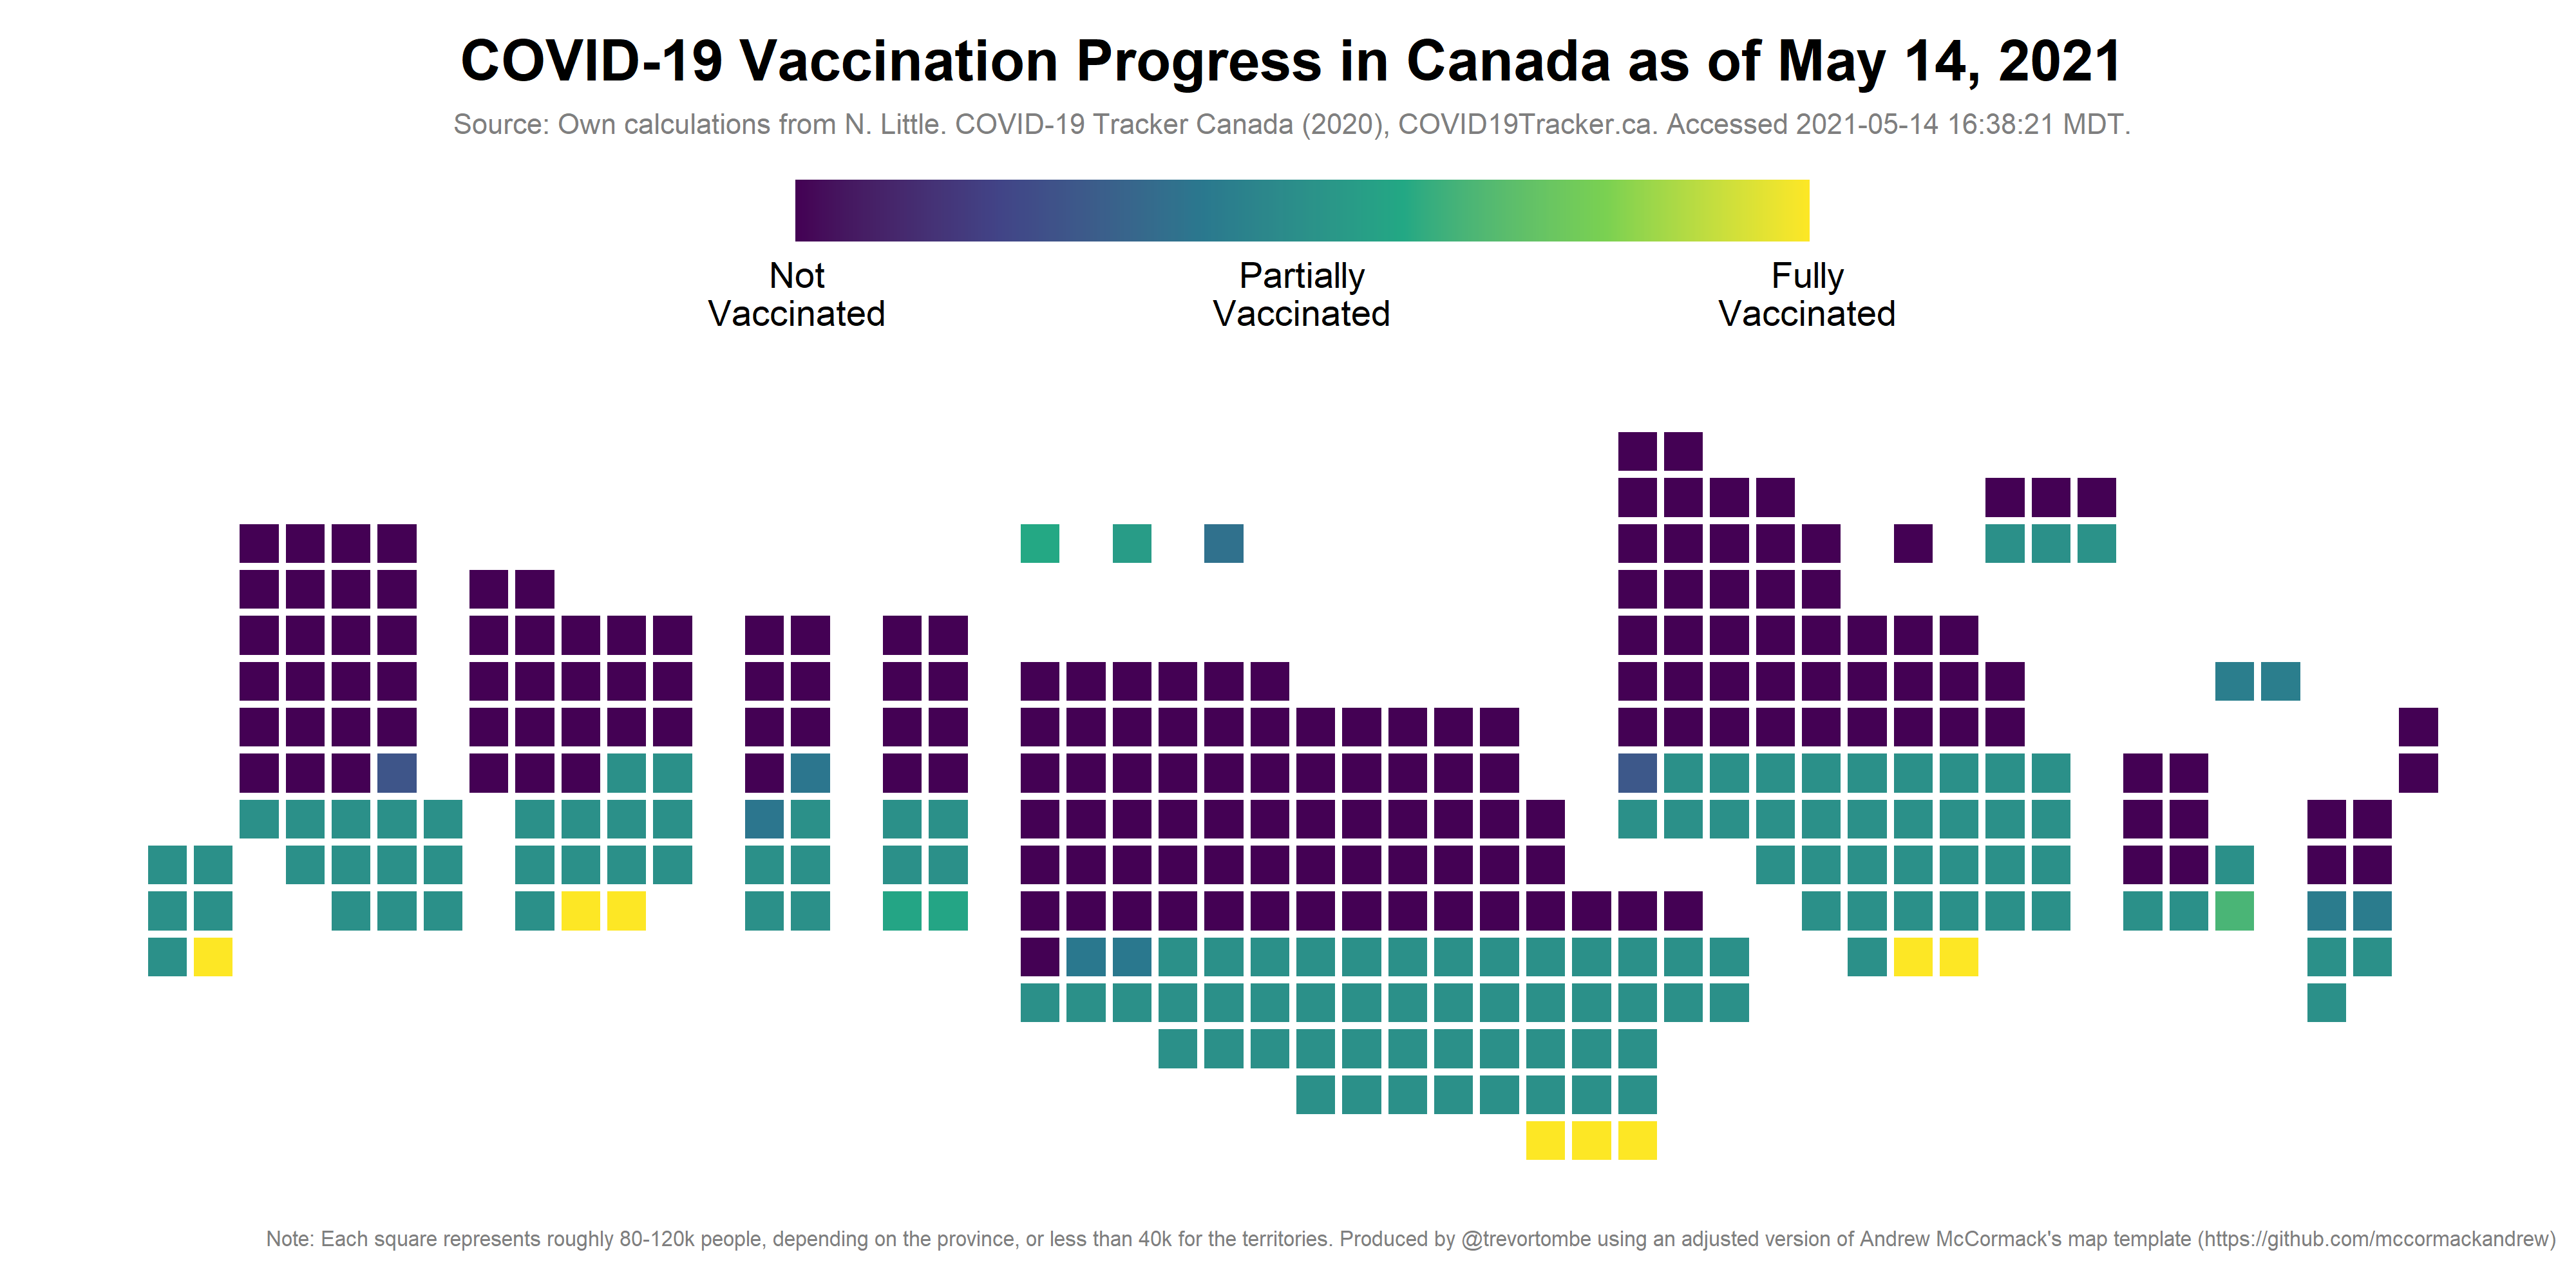 COVID-19 Vaccination Progress in Canada as of May 14, 2021
Source: Own calculations from N. Little. COVID-19 Tracker Canada (2020), COVID19Tracker.ca. Accessed 2021-05-14 16:38:21 MDT.
Not
Vaccinated
Partially
Vaccinated
Fully
Vaccinated
Note: Each square represents roughly 80-120k people, depending on the province, or less than 40k for the territories. Produced by @trevortombe using an adjusted version of Andrew McCormack's map template (https://github.com/mccormackandrew)